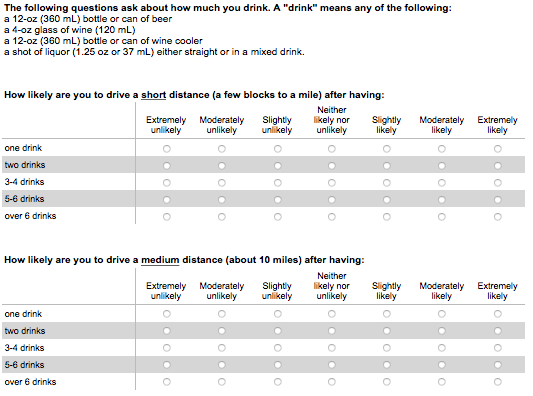 The following questions ask about how much you drink. A "drink" means any of the following:
a 12-oz (360 mL) bottle or can of beer
a 4-oz glass of wine (120 mL)
a 12-oz (360 mL) bottle or can of wine cooler
a shot of liquor (1.25 oz or 37 mL) either straight or in a mixed drink.
How likely are you to drive a short distance (a few blocks to a mile) after having:
Neither
Extremely Moderately Slightly likely nor Slightly Moderately Extremely
unlikely unlikely unlikely unlikely likely likely likely
one drink
two drinks
3-4 drinks
5-6 drinks
over 6 drinks
How likely are you to drive a medium distance (about 10 miles) after having:
Neither
Extremely Moderately Slightly likely nor Slightly Moderately Extremely
unlikely unlikely unlikely unlikely likely likely likely
one drink
two drinks
3-4 drinks
5-6 drinks
over 6 drinks